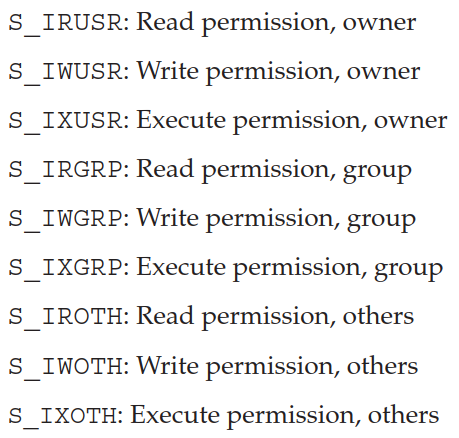 S_IRUSR: Read permission, owner
S_IWUSR: Write permission, owner
S_IXUSR: Execute permission, owner
S_IRGRP: Read permission, group
S_IWGRP: Write permission, group
S_IXGRP: Execute permission, group
S_IROTH: Read permission, others
S_IWOTH: Write permission, others
S_IXOTH: Execute permission, others